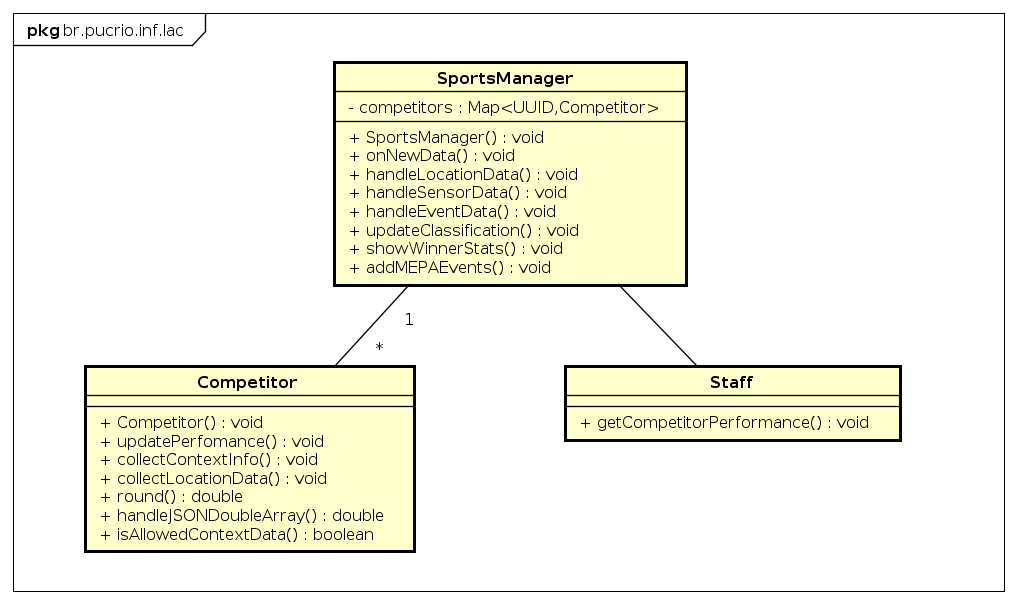 pkg br.pucrio.inf.lac
SportsManager
- competitors : Map<UUID,Competitor>
+ SportsManager() : void
+ onNewData() : void
+ handleLocationData() : void
+ handleSensorData() : void
+ handleEventData() : void
+ updateClassification() : void
+ showWinnerStats() : void
+ addMEPAEvents() : void
1
*
Competitor
+ Competitor() : void
+ updatePerfomance() : void
+ collectContextInfo() : void
+ collectLocationData() : void
+ round() : double
+ handleJSONDoubleArray() : double
+ isAllowedContextData() : boolean
Staff
+ getCompetitorPerformance() : void